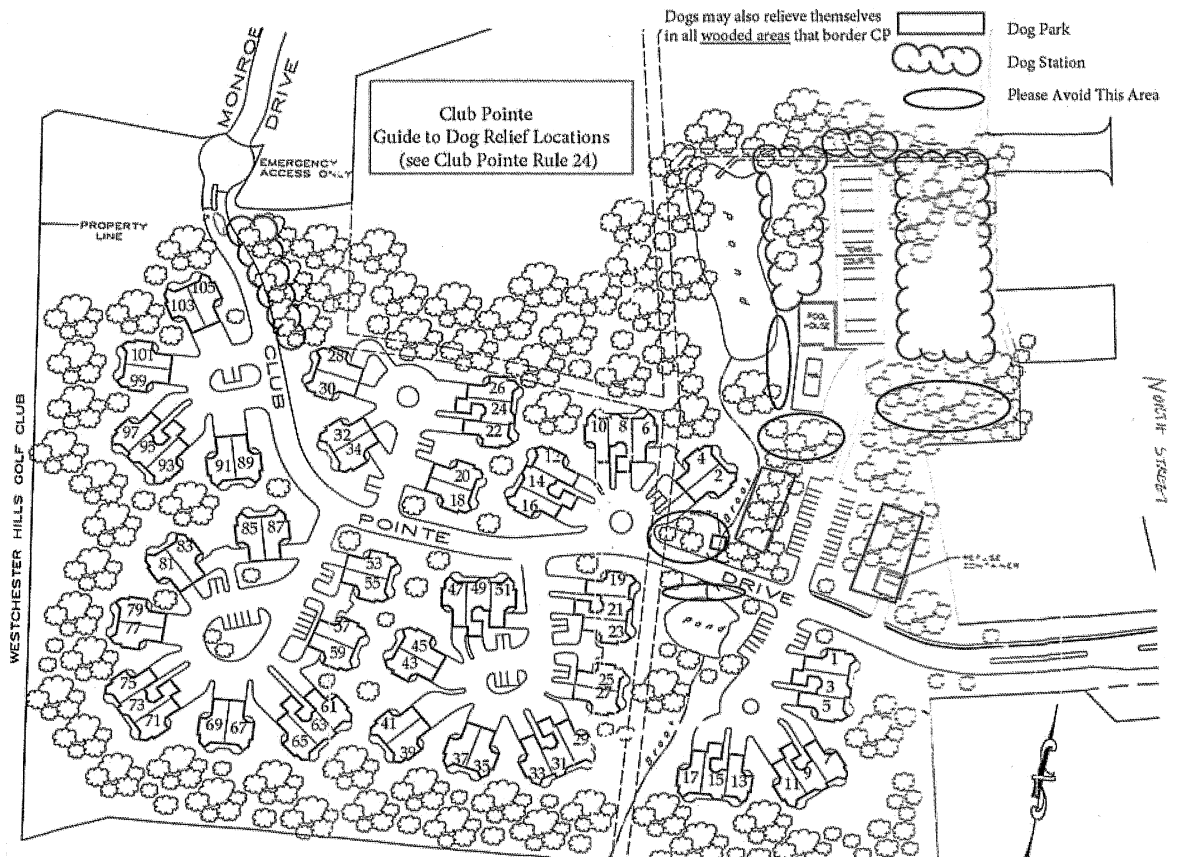 Dogs may also relieve themselves
in all wooded areas that border CP
Dog Park
Dog Station
Please Avoid This Area
MONROE
DRIVE
Club Pointe
Guide to Dog Relief Locations
(see Club Pointe Rule 24)
EMERGENCY
ACCESS ONLY
PROPERTY
LINE
WESTCHESTER HILLS GOLF CLUB
NORTH STREET
CLUB
POINTE
DRIVE
Pond
POOL
HOUSE
Brook
REFUSE
CONTAINER
Pond
Brook
105
103
101
99
97
95
93
91 89
28
30
32
34
26
24
22
20
18
12
14
16
10 8 6
4
2
85 87
83
81
79
77
75
73
71
69 67
61
63
65
53
55
57
59
45
43
41
39
47 49 51
19
21
23
25
27
37 35
29
31
33
1
3
5
17 15 13
9
11